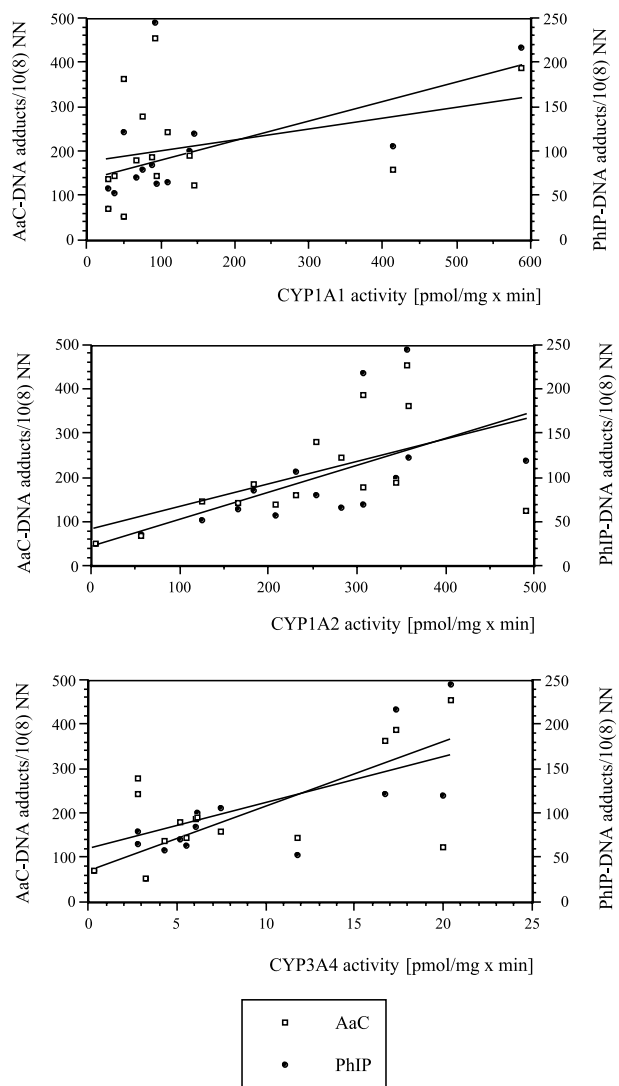 500
400
300
200
100
0
AaC-DNA adducts/10(8) NN
250
200
150
100
50
0
PhIP-DNA adducts/10(8) NN
0 100 200 300 400 500 600
CYP1A1 activity [pmol/mg x min]
500
400
300
200
100
0
AaC-DNA adducts/10(8) NN
250
200
150
100
50
0
PhIP-DNA adducts/10(8) NN
0 100 200 300 400 500
CYP1A2 activity [pmol/mg x min]
500
400
300
200
100
0
AaC-DNA adducts/10(8) NN
250
200
150
100
50
0
PhIP-DNA adducts/10(8) NN
0 5 10 15 20 25
CYP3A4 activity [pmol/mg x min]
AaC
PhIP